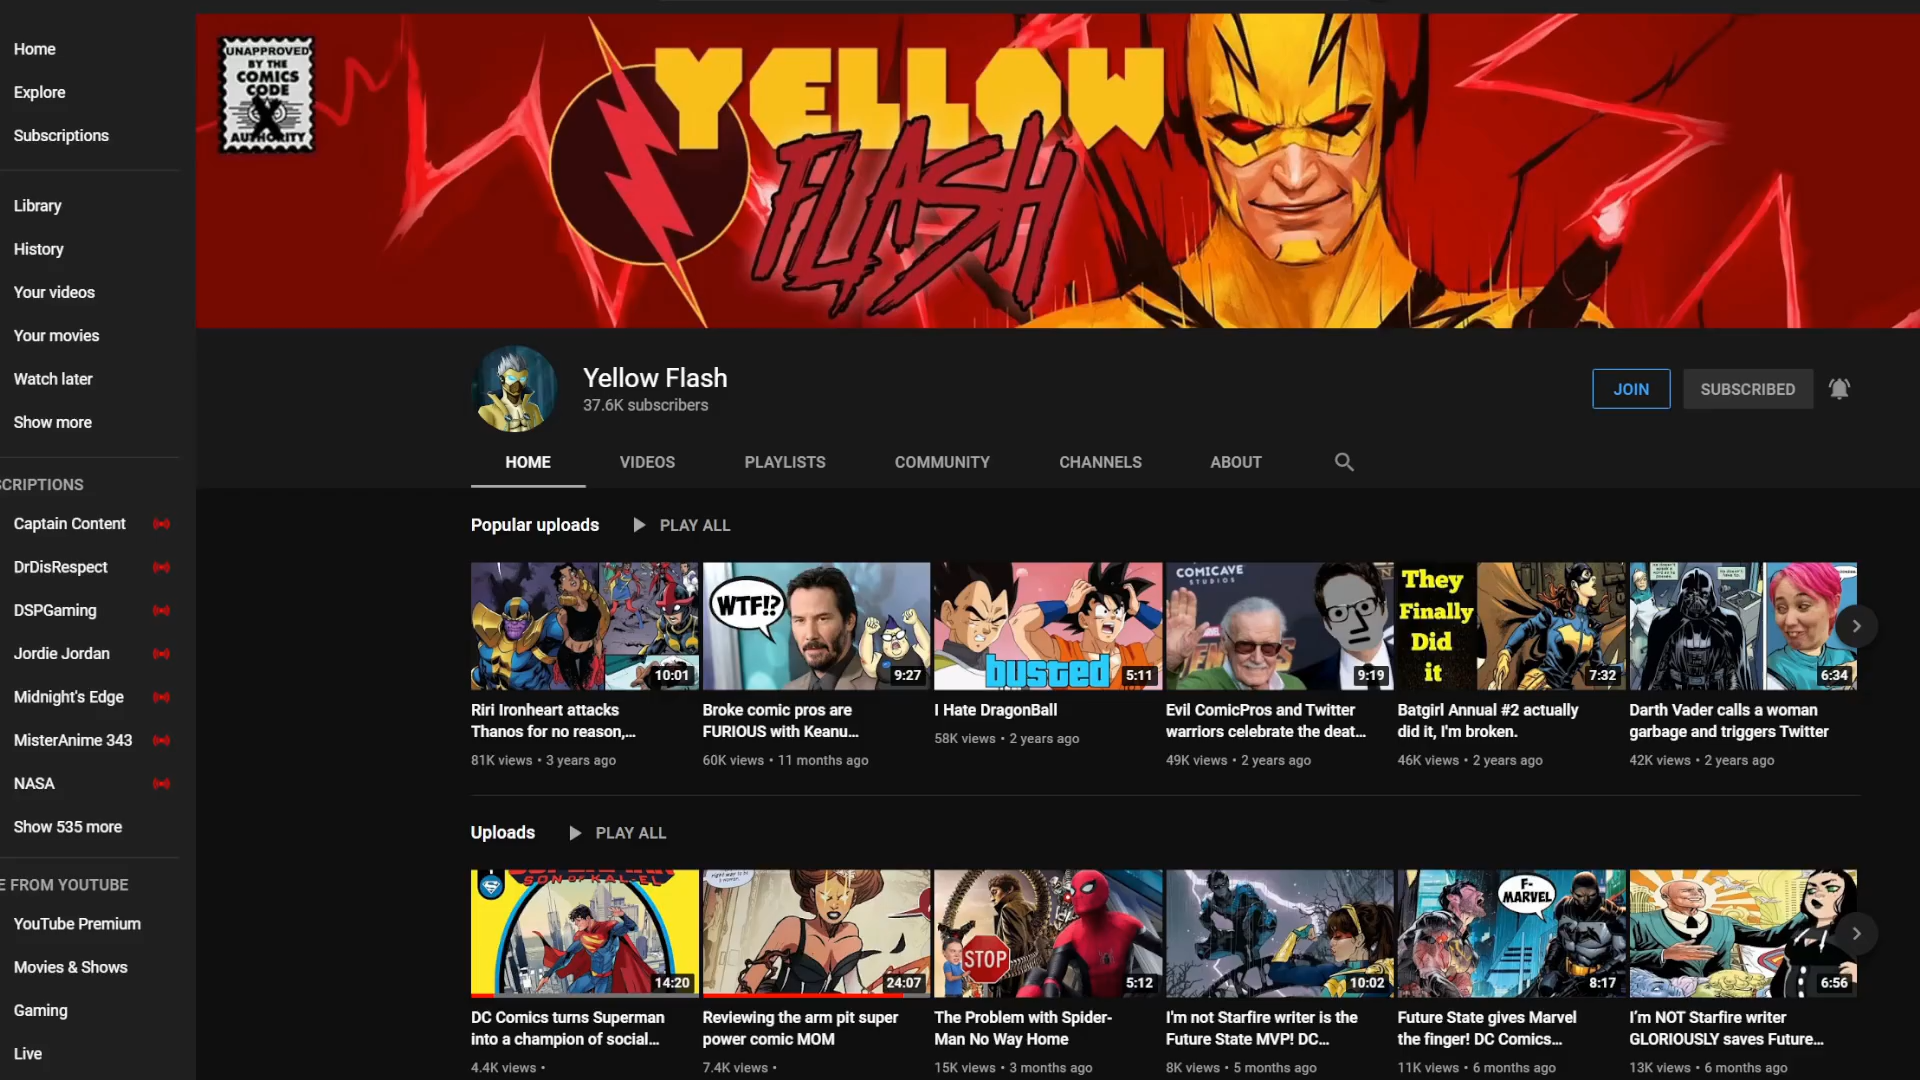 Home
Explore
Subscriptions
Library
History
Your videos
Your movies
Watch later
Show more
SCRIPTIONS
Captain Content
DrDisRespect
DSPGaming
Jordie Jordan
Midnight's Edge
MisterAnime 343
NASA
Show 535 more
E FROM YOUTUBE
YouTube Premium
Movies & Shows
Gaming
Live
UNAPPROVED
BY THE
COMICS
CODE
AUTHORITY
YELLOW
FLASH
Yellow Flash
37.6K subscribers
JOIN
SUBSCRIBED
HOME
VIDEOS
PLAYLISTS
COMMUNITY
CHANNELS
ABOUT
Popular uploads
PLAY ALL
10:01
Riri Ironheart attacks
Thanos for no reason,...
81K views • 3 years ago
WTF!?
9:27
Broke comic pros are
FURIOUS with Keanu...
60K views • 11 months ago
busted
5:11
I Hate DragonBall
58K views • 2 years ago
COMICAVE
STUDIOS
9:19
Evil ComicPros and Twitter
warriors celebrate the deat...
49K views • 2 years ago
They
Finally
Did
it
7:32
Batgirl Annual #2 actually
did it, I'm broken.
46K views • 2 years ago
6:34
Darth Vader calls a woman
garbage and triggers Twitter
42K views • 2 years ago
Uploads
PLAY ALL
SON OF KAL-EL
14:20
DC Comics turns Superman
into a champion of social...
4.4K views •
24:07
Reviewing the arm pit super
power comic MOM
7.4K views •
STOP
5:12
The Problem with Spider-
Man No Way Home
15K views • 3 months ago
10:02
I'm not Starfire writer is the
Future State MVP! DC...
8K views • 5 months ago
F-
MARVEL
8:17
Future State gives Marvel
the finger! DC Comics...
11K views • 6 months ago
6:56
I'm NOT Starfire writer
GLORIOUSLY saves Future...
13K views • 6 months ago